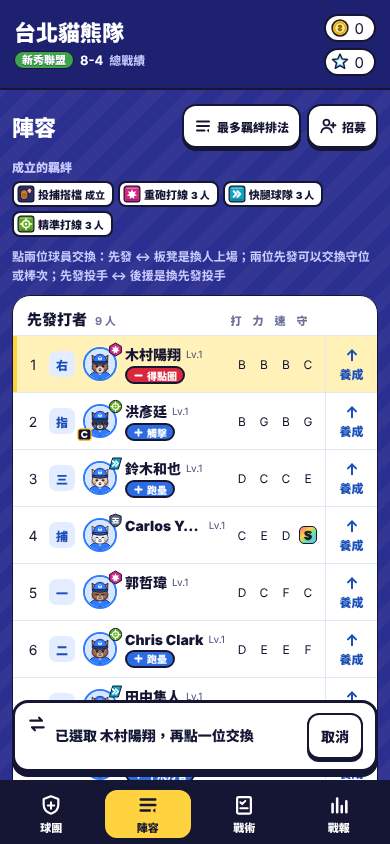 台北貓熊隊
0
新秀聯盟 8-4 總戰績
0
陣容
最多羈絆排法
招募
成立的羈絆
投捕搭檔 成立
重砲打線 3人
快腿球隊 3人
精準打線 3人
點兩位球員交換：先發 ↔ 板凳是換人上場；兩位先發可以交換守位
或棒次；先發投手 ↔ 後援是換先發投手
先發打者 9人 打 力 速 守
1 右 木村陽翔 Lv.1 B B B C
得點圈 養成
2 指 洪彥廷 Lv.1 B G B G
C 觸擊 養成
3 三 鈴木和也 Lv.1 D C C E
跑壘 養成
4 捕 Carlos Y... Lv.1 C E D S
養成
5 一 郭哲瑋 Lv.1 D C F C
養成
6 二 Chris Clark Lv.1 D E E F
跑壘 養成
田中隼人 Lv.1
已選取 木村陽翔，再點一位交換
取消
球團 陣容 戰術 戰報